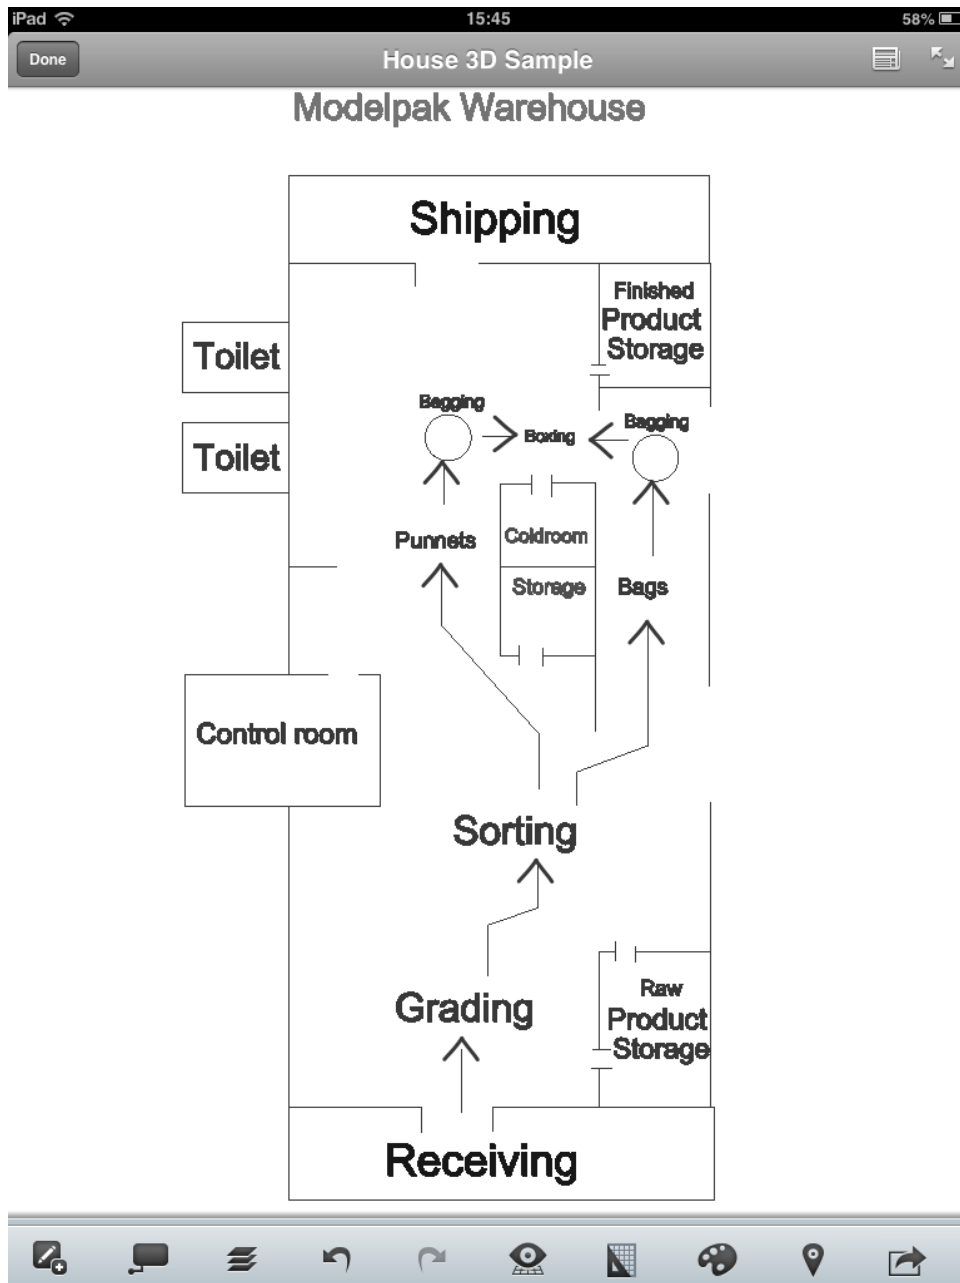 iPad
15:45
58%
Done
House 3D Sample
Modelpak Warehouse
Shipping
Finished
Product
Storage
Toilet
Bagging
Bagging
Boxing
Toilet
Punnets
Coldroom
Storage
Bags
Control room
Sorting
Raw
Grading
Product
Storage
Receiving